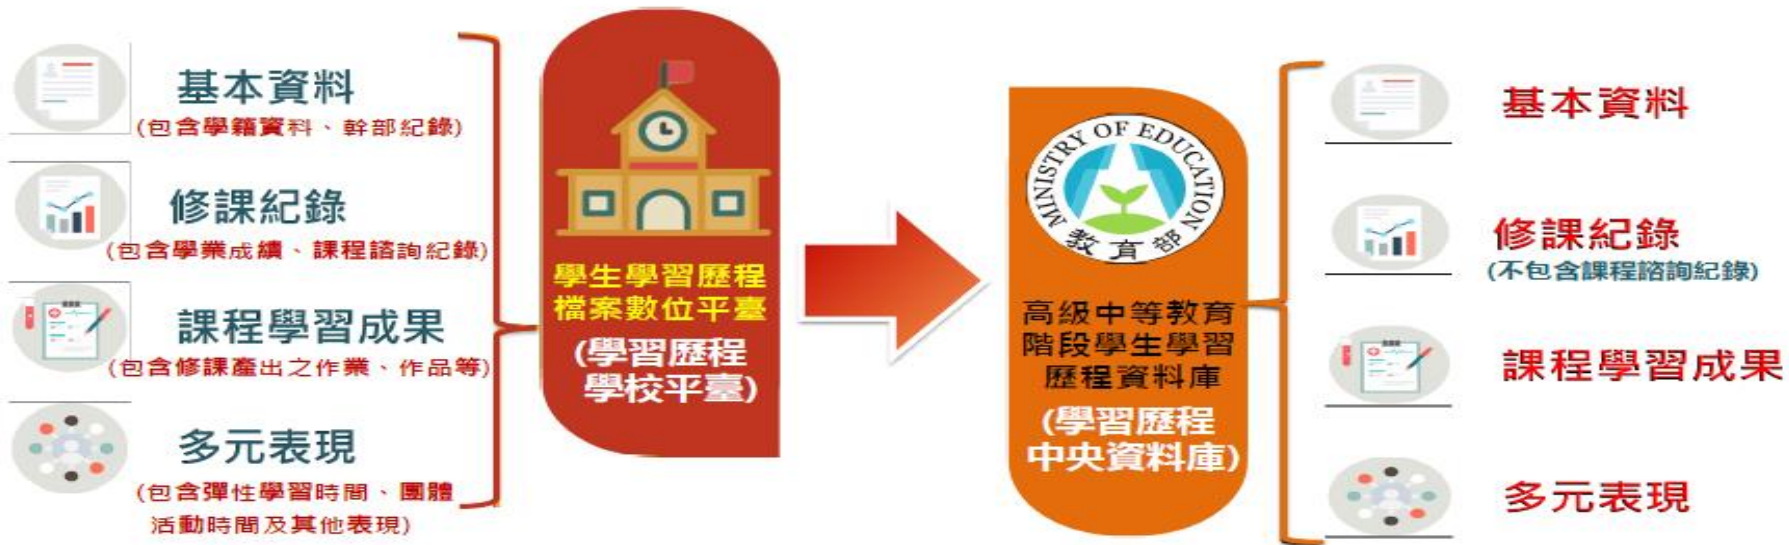 基本資料
(包含學籍資料、幹部紀錄)
修課紀錄
(包含學業成績、課程諮詢紀錄)
課程學習成果
(包含修課產出之作業、作品等)
多元表現
(包含彈性學習時間、團體
活動時間及其他表現)
學生學習歷程
檔案數位平臺
(學習歷程
學校平臺)
MINISTRY OF EDUCATION
教育部
高級中等教育
階段學生學習
歷程資料庫
(學習歷程
中央資料庫)
基本資料
修課紀錄
(不包含課程諮詢紀錄)
課程學習成果
多元表現